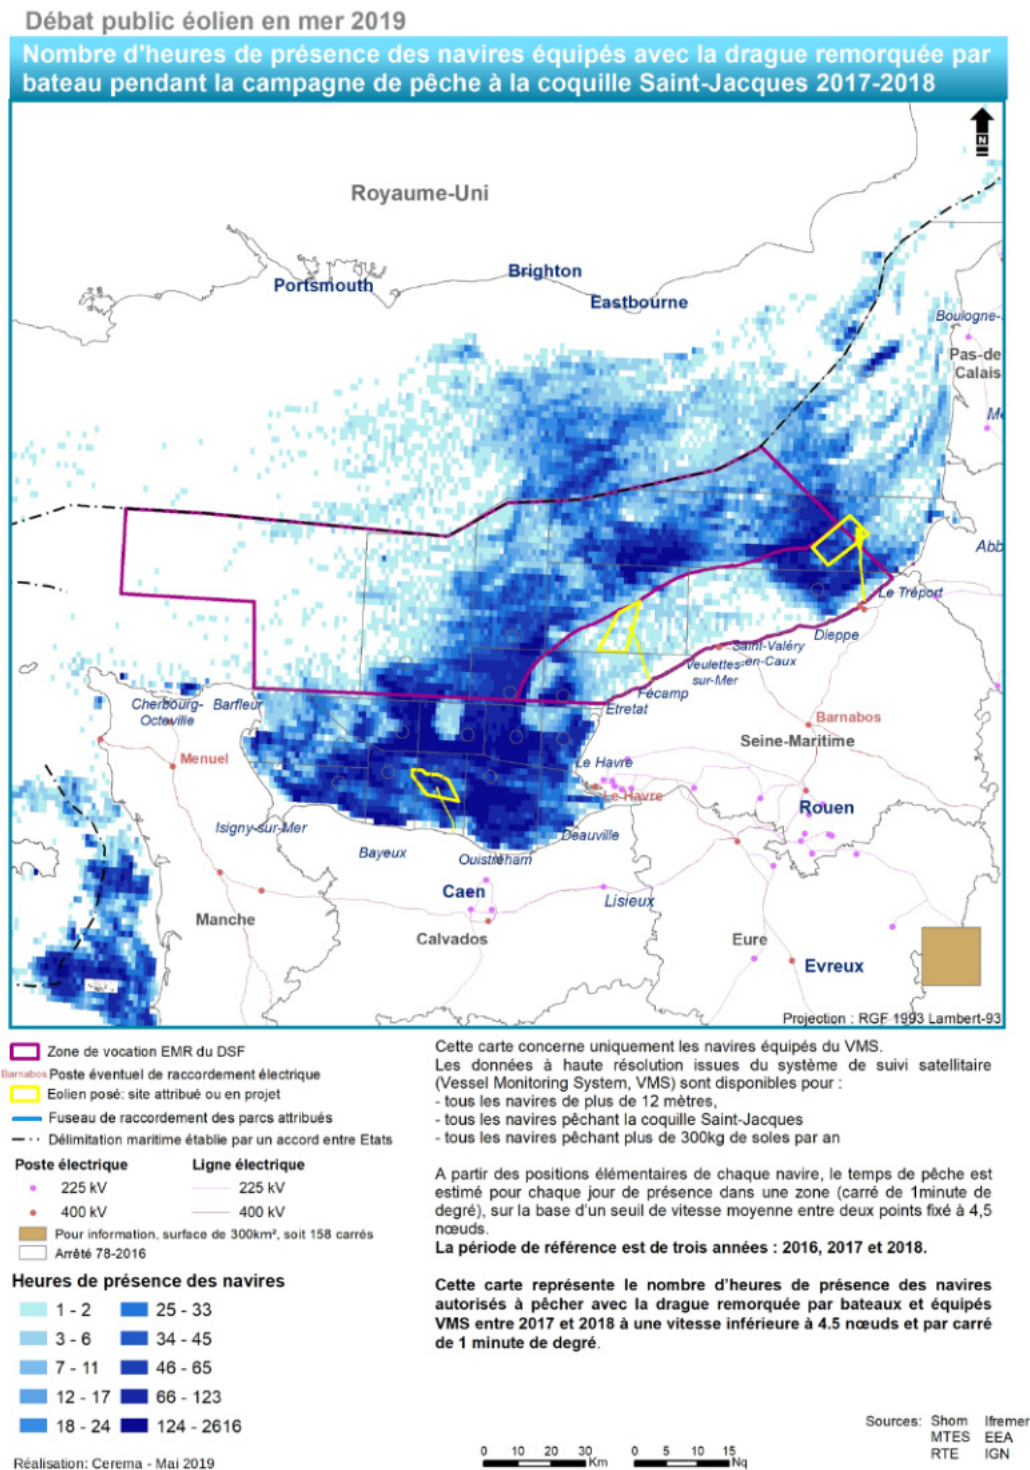 Débat public éolien en mer 2019
Nombre d'heures de présence des navires équipés avec la drague remorquée par
bateau pendant la campagne de pêche à la coquille Saint-Jacques 2017-2018
N
Royaume-Uni
Portsmouth
Brighton
Eastbourne
Boulogne-
Pas-de
Calais
Abb
Le Tréport
Dieppe
Saint-Valéry
-en-Caux
Veulettes-
sur-Mer
Fécamp
Etretat
Cherbourg-
Octeville
Barfleur
Barnabos
Seine-Maritime
Menuel
Le Havre
Le Havre
Rouen
Isigny-sur-Mer
Deauville
Bayeux
Ouistreham
Caen
Lisieux
Manche
Calvados
Eure
Evreux
Projection : RGF 1993 Lambert-93
Zone de vocation EMR du DSF
Barnabos Poste éventuel de raccordement électrique
Eolien posé: site attribué ou en projet
Fuseau de raccordement des parcs attribués
Délimitation maritime établie par un accord entre Etats
Poste électrique Ligne électrique
225 kV 225 kV
400 kV 400 kV
Pour information, surface de 300km², soit 158 carrés
Arrêté 78-2016
Heures de présence des navires
1 - 2 25 - 33
3 - 6 34 - 45
7 - 11 46 - 65
12 - 17 66 - 123
18 - 24 124 - 2616
Réalisation: Cerema - Mai 2019
Cette carte concerne uniquement les navires équipés du VMS.
Les données à haute résolution issues du système de suivi satellitaire
(Vessel Monitoring System, VMS) sont disponibles pour :
- tous les navires de plus de 12 mètres,
- tous les navires pêchant la coquille Saint-Jacques
- tous les navires pêchant plus de 300kg de soles par an
A partir des positions élémentaires de chaque navire, le temps de pêche est
estimé pour chaque jour de présence dans une zone (carré de 1minute de
degré), sur la base d'un seuil de vitesse moyenne entre deux points fixé à 4,5
nœuds.
La période de référence est de trois années : 2016, 2017 et 2018.
Cette carte représente le nombre d'heures de présence des navires
autorisés à pêcher avec la drague remorquée par bateaux et équipés
VMS entre 2017 et 2018 à une vitesse inférieure à 4.5 nœuds et par carré
de 1 minute de degré.
0 10 20 30
Km
0 5 10 15
Nq
Sources: Shom Ifremer
MTES EEA
RTE IGN